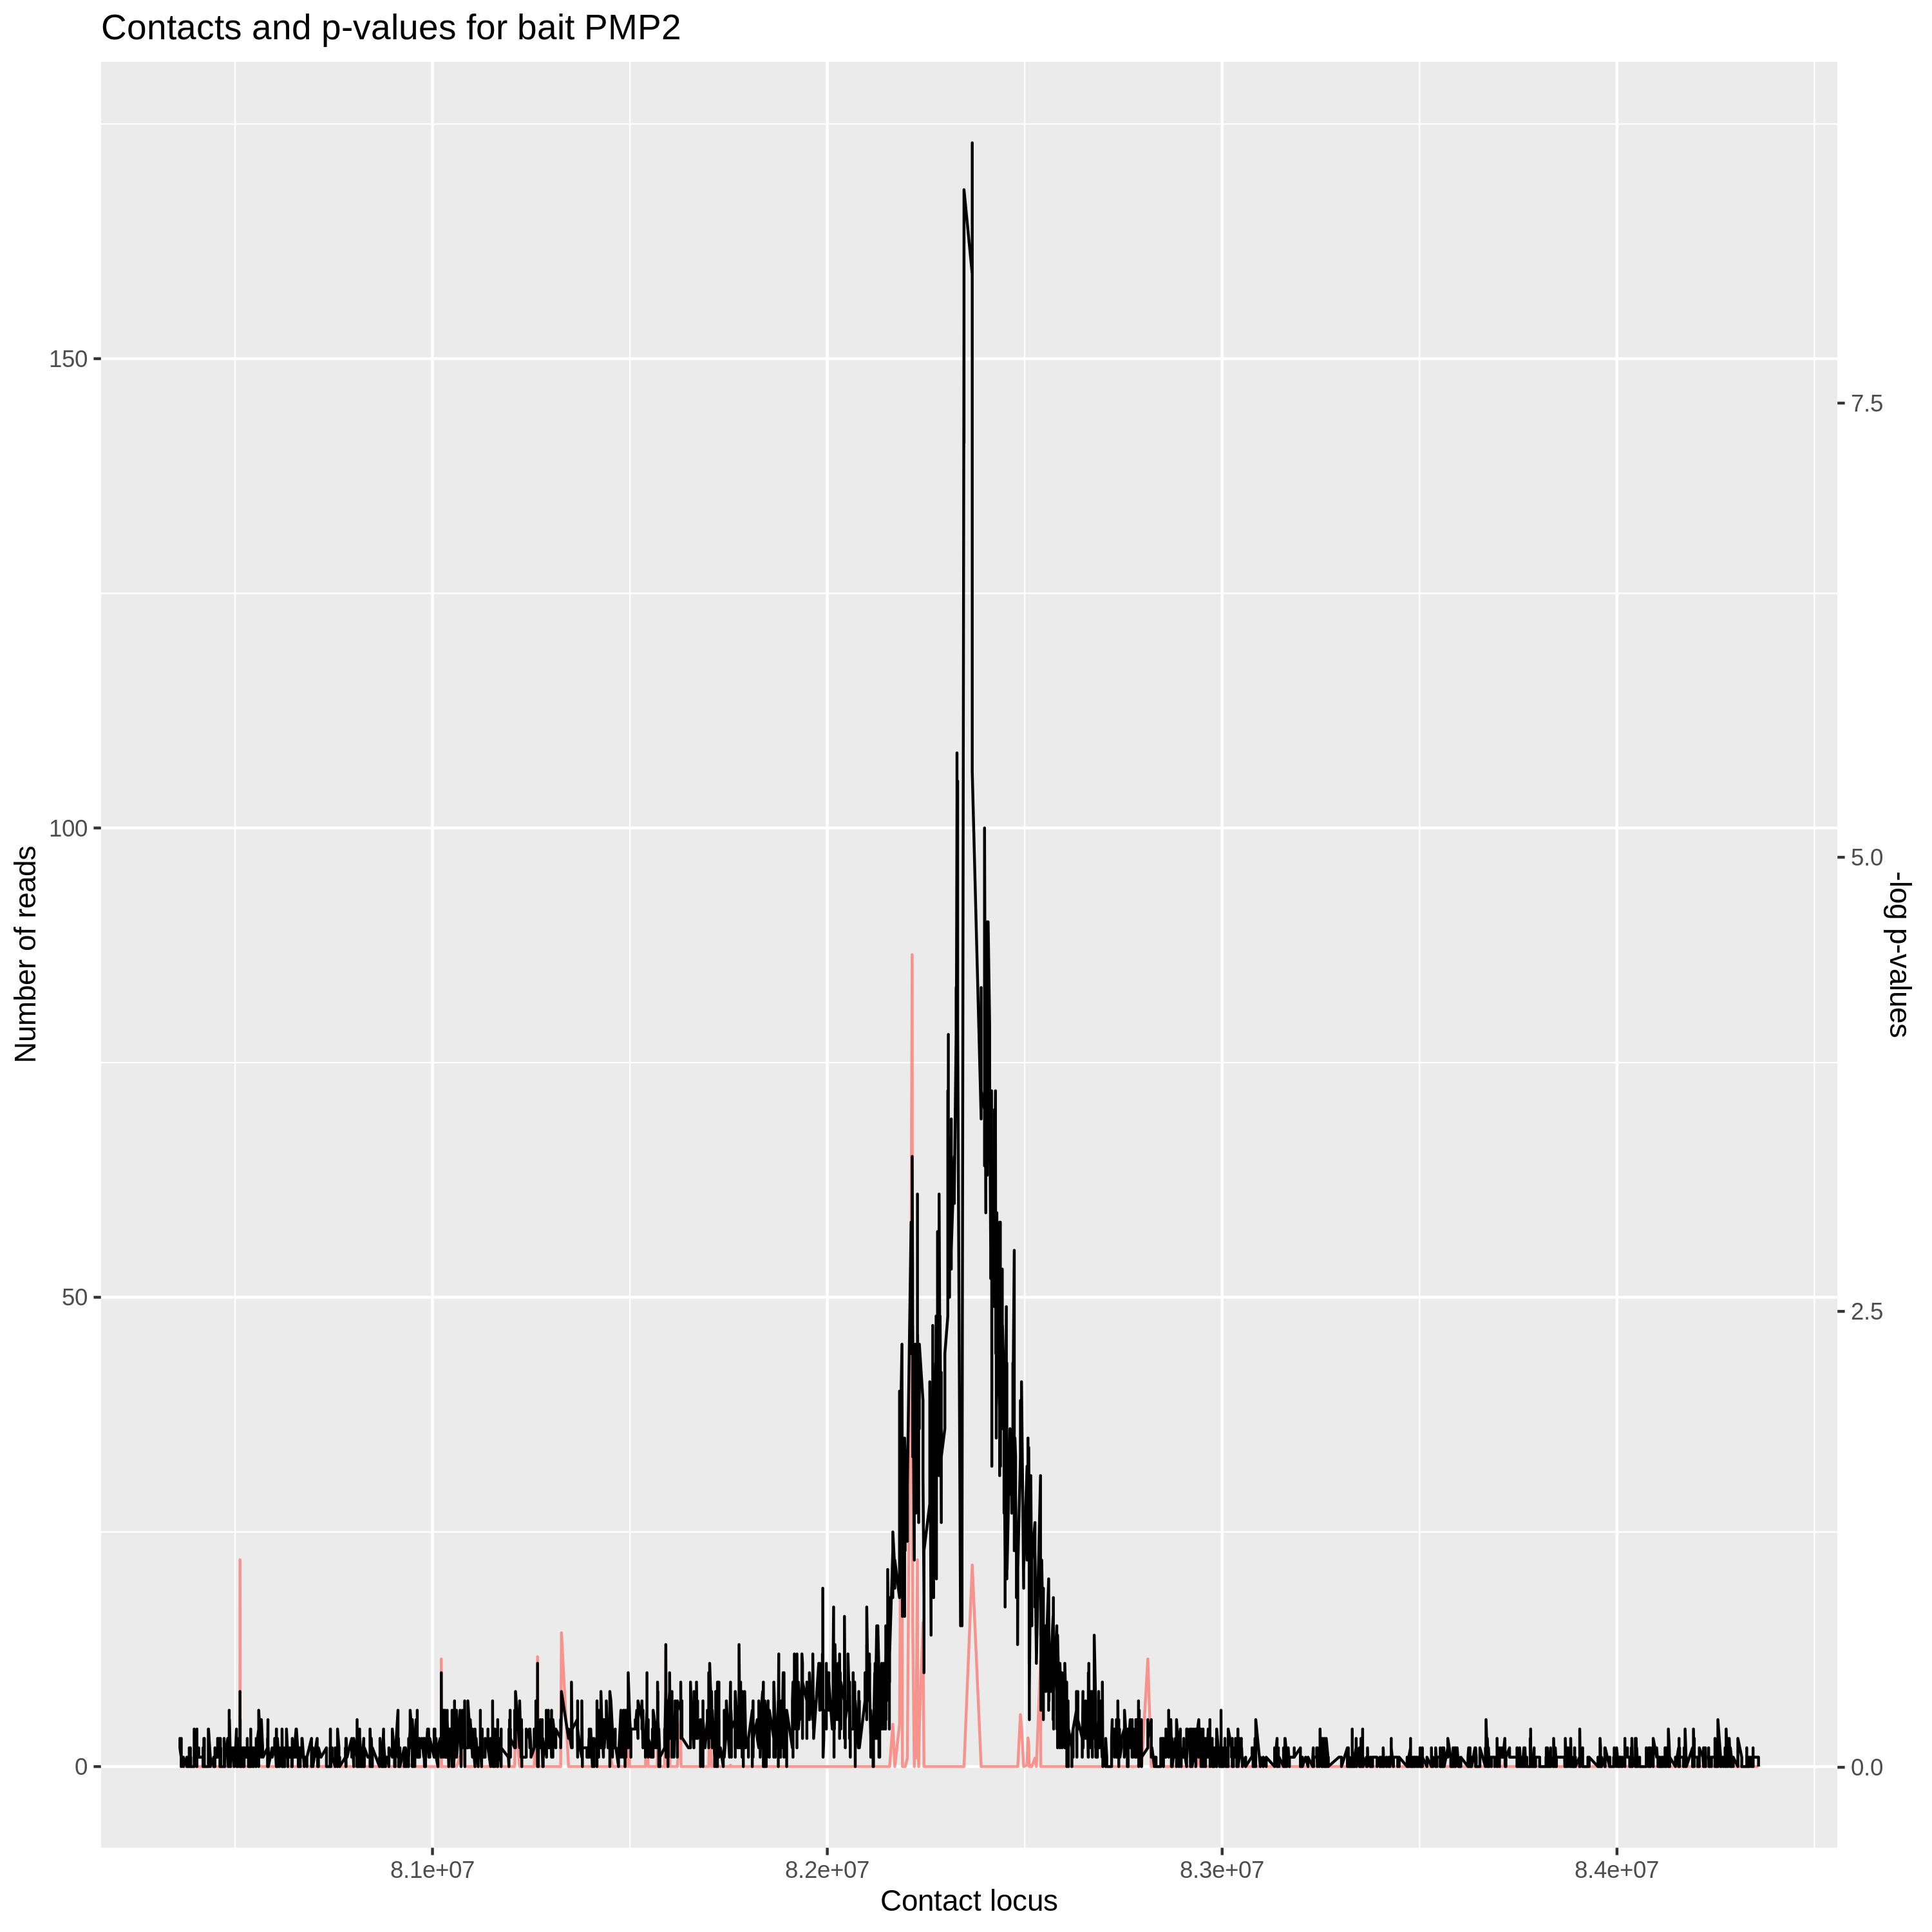 Contacts and p-values for bait PMP2
150
100
50
0
Number of reads
7.5
5.0
2.5
0.0
-log p-values
8.1e+07
8.2e+07
8.3e+07
8.4e+07
Contact locus